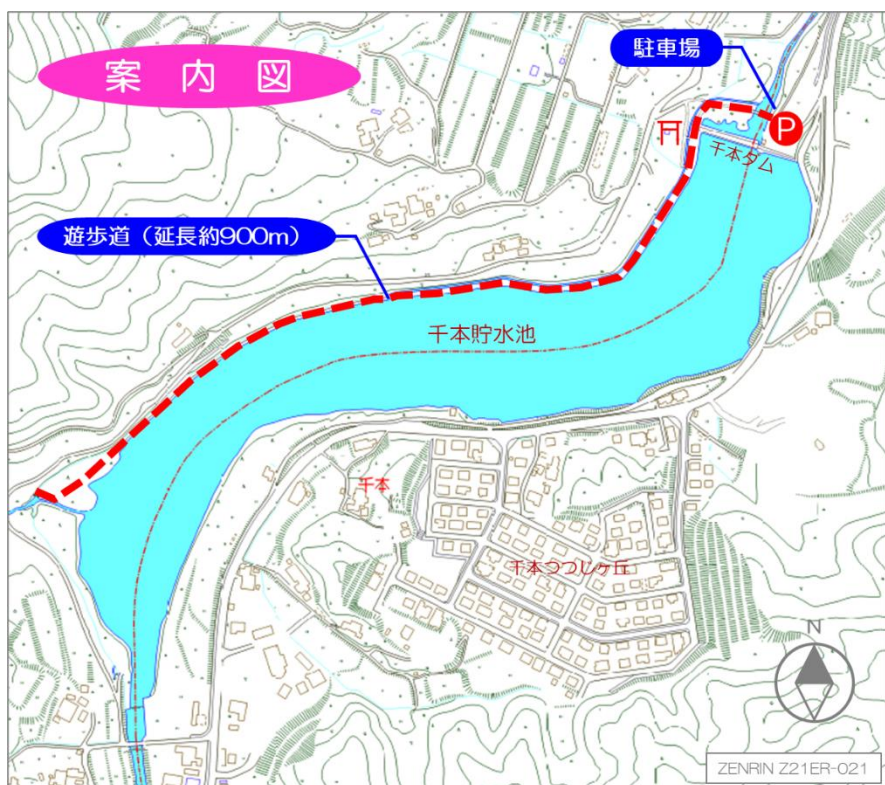 案内図
駐車場
P
千本ダム
遊歩道（延長約900m）
千本貯水池
千本
千本つつじヶ丘
N
ZENRIN Z21ER-021